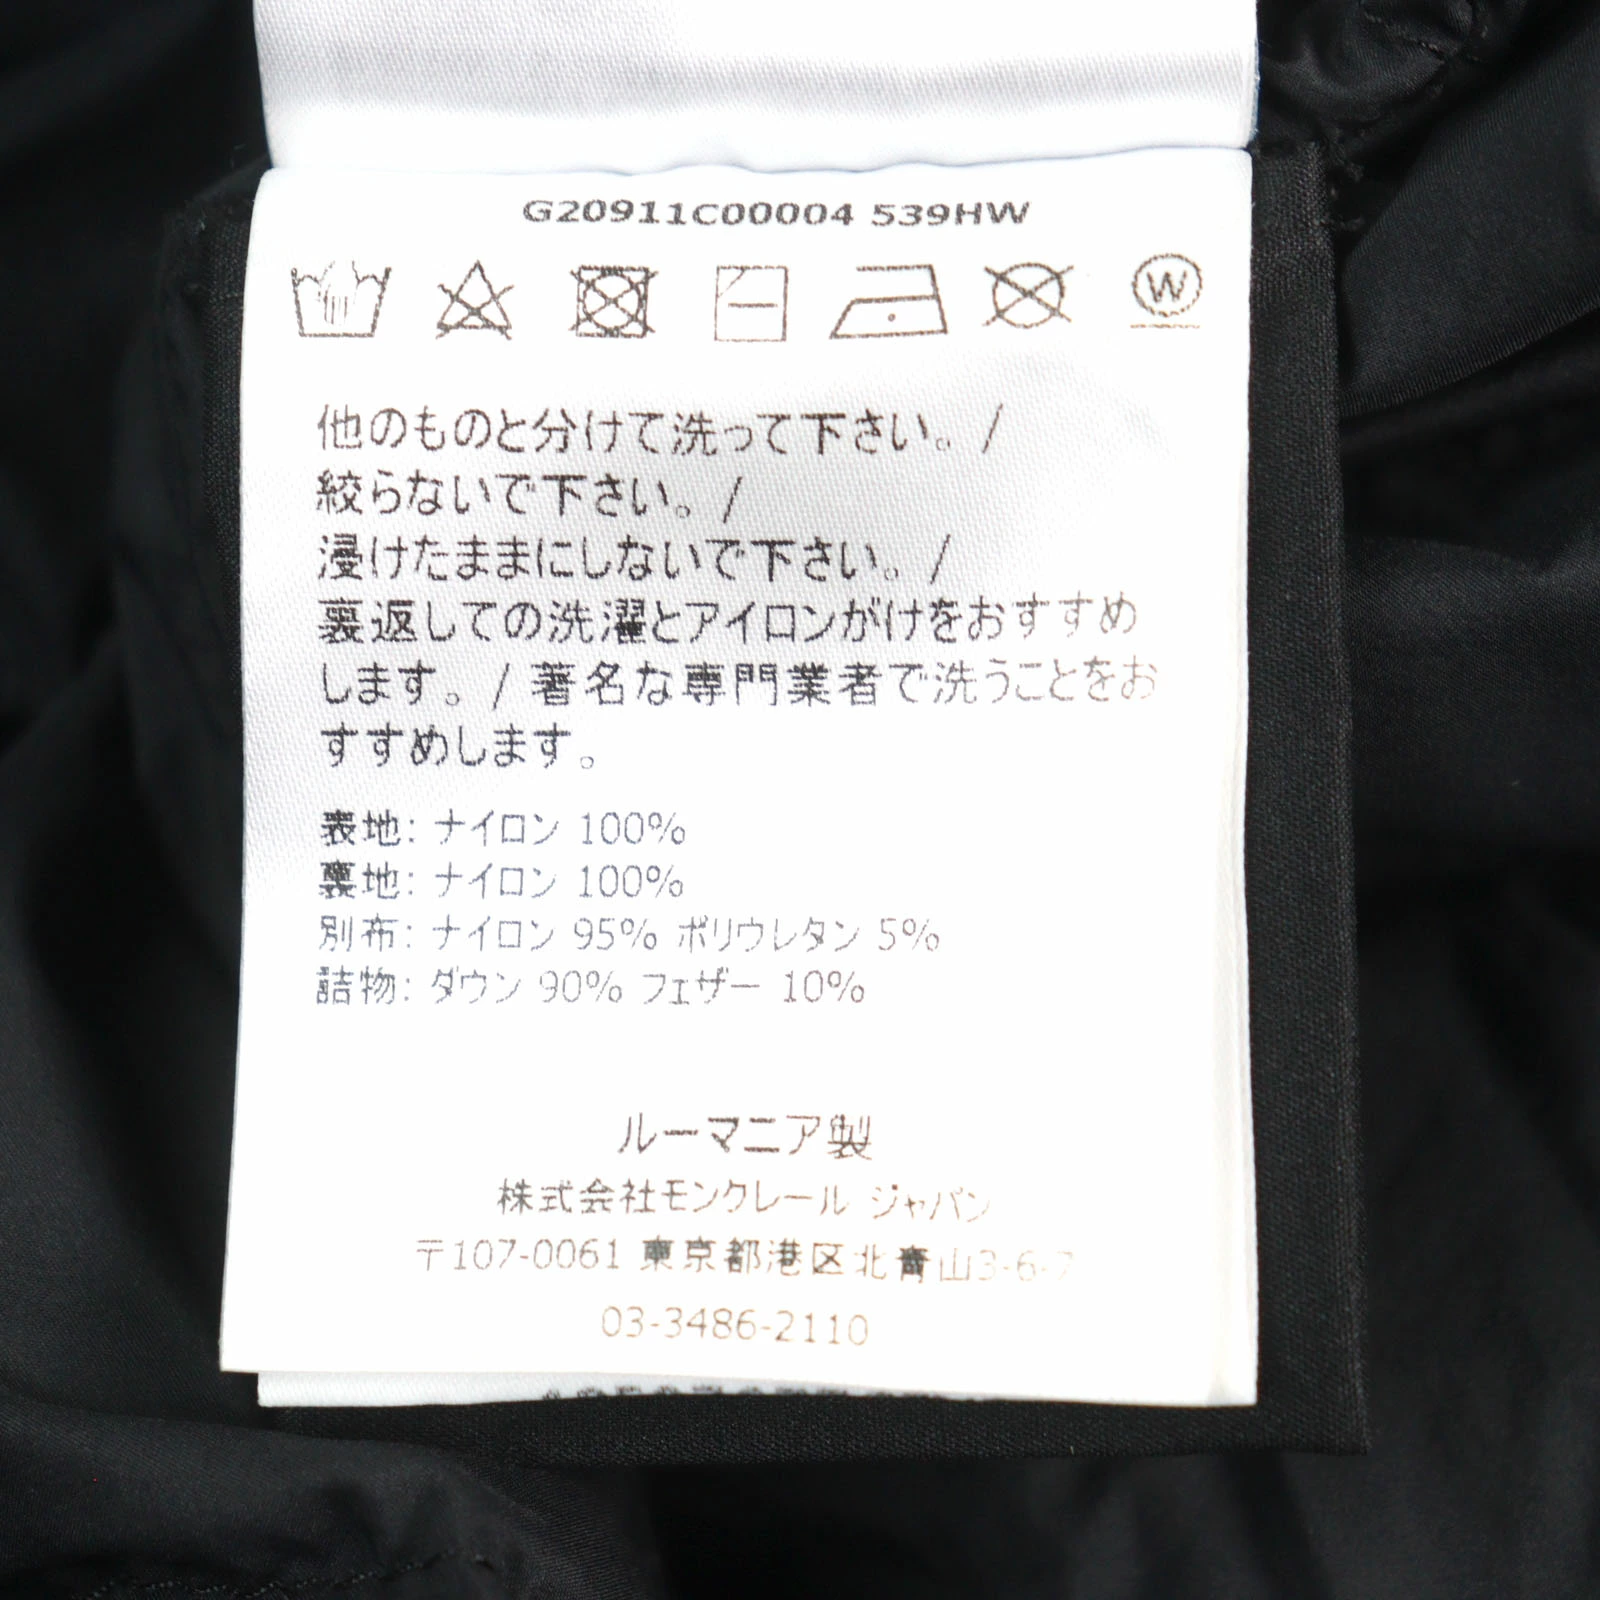 G20911C00004 539HW
W
他のものと分けて洗って下さい。/
絞らないで下さい。/
浸けたままにしないで下さい。/
裏返しての洗濯とアイロンがけをおすすめ
します。/ 著名な専門業者で洗うことをお
すすめします。
表地: ナイロン 100%
裏地: ナイロン 100%
別布: ナイロン 95% ポリウレタン 5%
詰物: ダウン 90% フェザー 10%
ルーマニア製
株式会社モンクレール ジャパン
〒107-0061 東京都港区北青山3-6-7
03-3486-2110